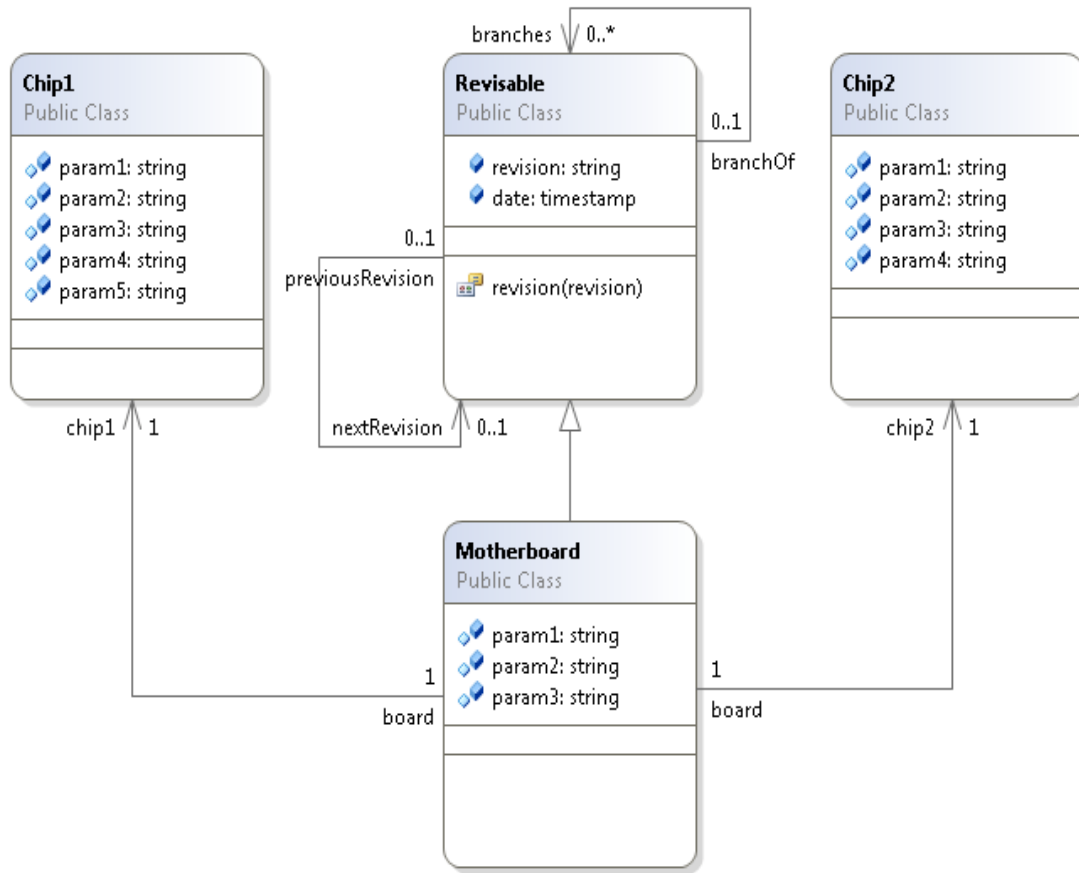 branches
0..*
Chip1
Public Class
param1: string
param2: string
param3: string
param4: string
param5: string
Revisable
Public Class
revision: string
date: timestamp
revision(revision)
0..1
branchOf
Chip2
Public Class
param1: string
param2: string
param3: string
param4: string
0..1
previousRevision
nextRevision
0..1
chip1
1
chip2
1
Motherboard
Public Class
param1: string
param2: string
param3: string
1
board
1
board